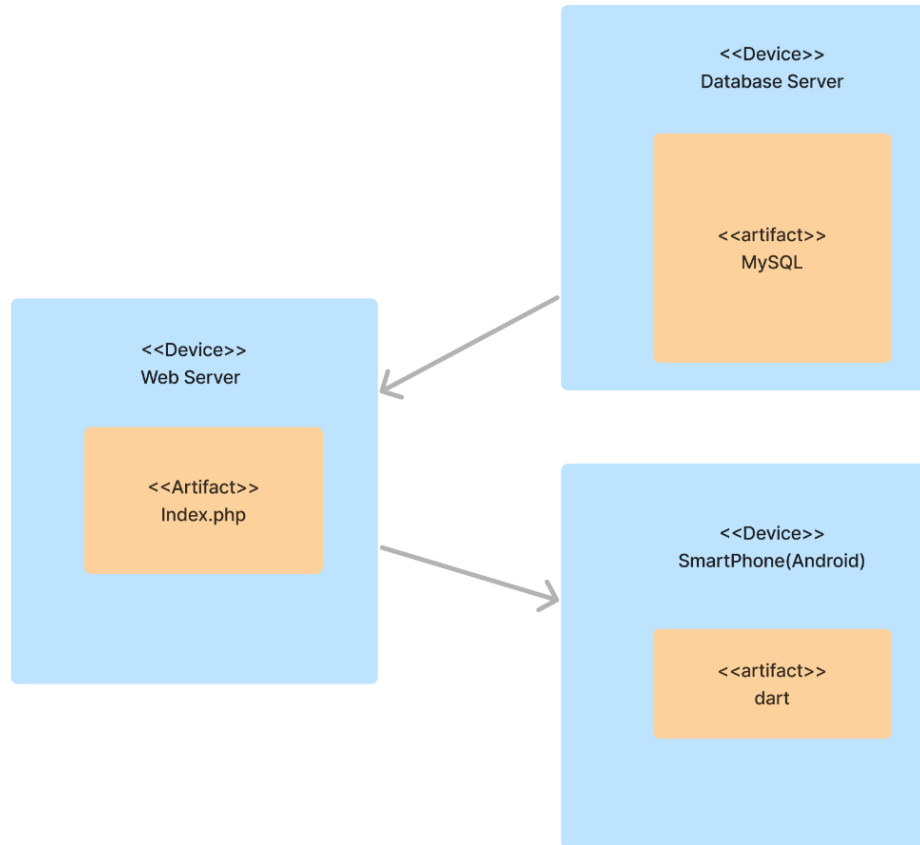 <<Device>>
Database Server
<<artifact>>
MySQL
<<Device>>
Web Server
<<Artifact>>
Index.php
<<Device>>
SmartPhone(Android)
<<artifact>>
dart